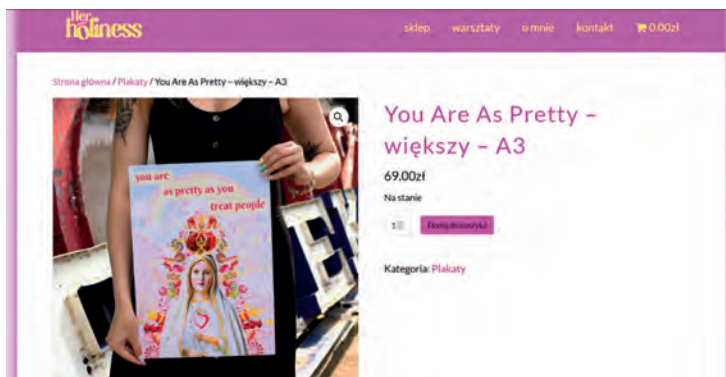 Her
holiness
sklep warsztaty o mnie kontakt 0.00zł
Strona główna / Plakaty / You Are As Pretty – większy – A3
You Are As Pretty –
większy – A3
69.00zł
Na stanie
1 Dodaj do koszyka
Kategoria: Plakaty
you are
as pretty as you
treat people